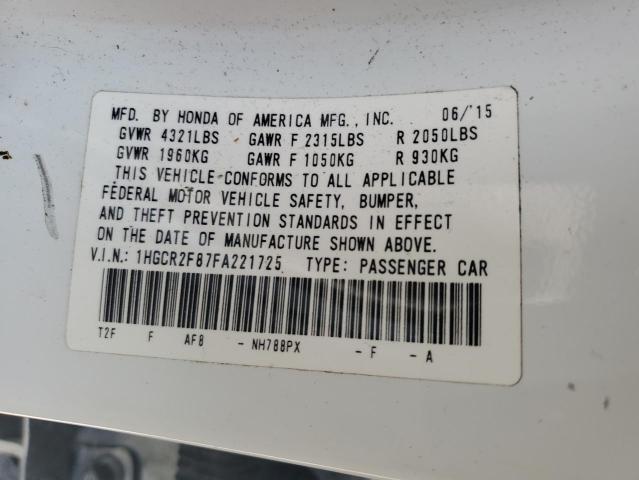 MFD. BY HONDA OF AMERICA MFG., INC. 06/'15
GVWR 4321LBS GAWR F 2315LBS R 2050LBS
GVWR 1960KG GAWR F 1050KG R 930KG
THIS VEHICLE CONFORMS TO ALL APPLICABLE
FEDERAL MOTOR VEHICLE SAFETY, BUMPER,
AND THEFT PREVENTION STANDARDS IN EFFECT
ON THE DATE OF MANUFACTURE SHOWN ABOVE.
V.I.N.: 1HGCR2F87FA221725 TYPE: PASSENGER CAR
T2F F AF8 - NH788PX - F - A